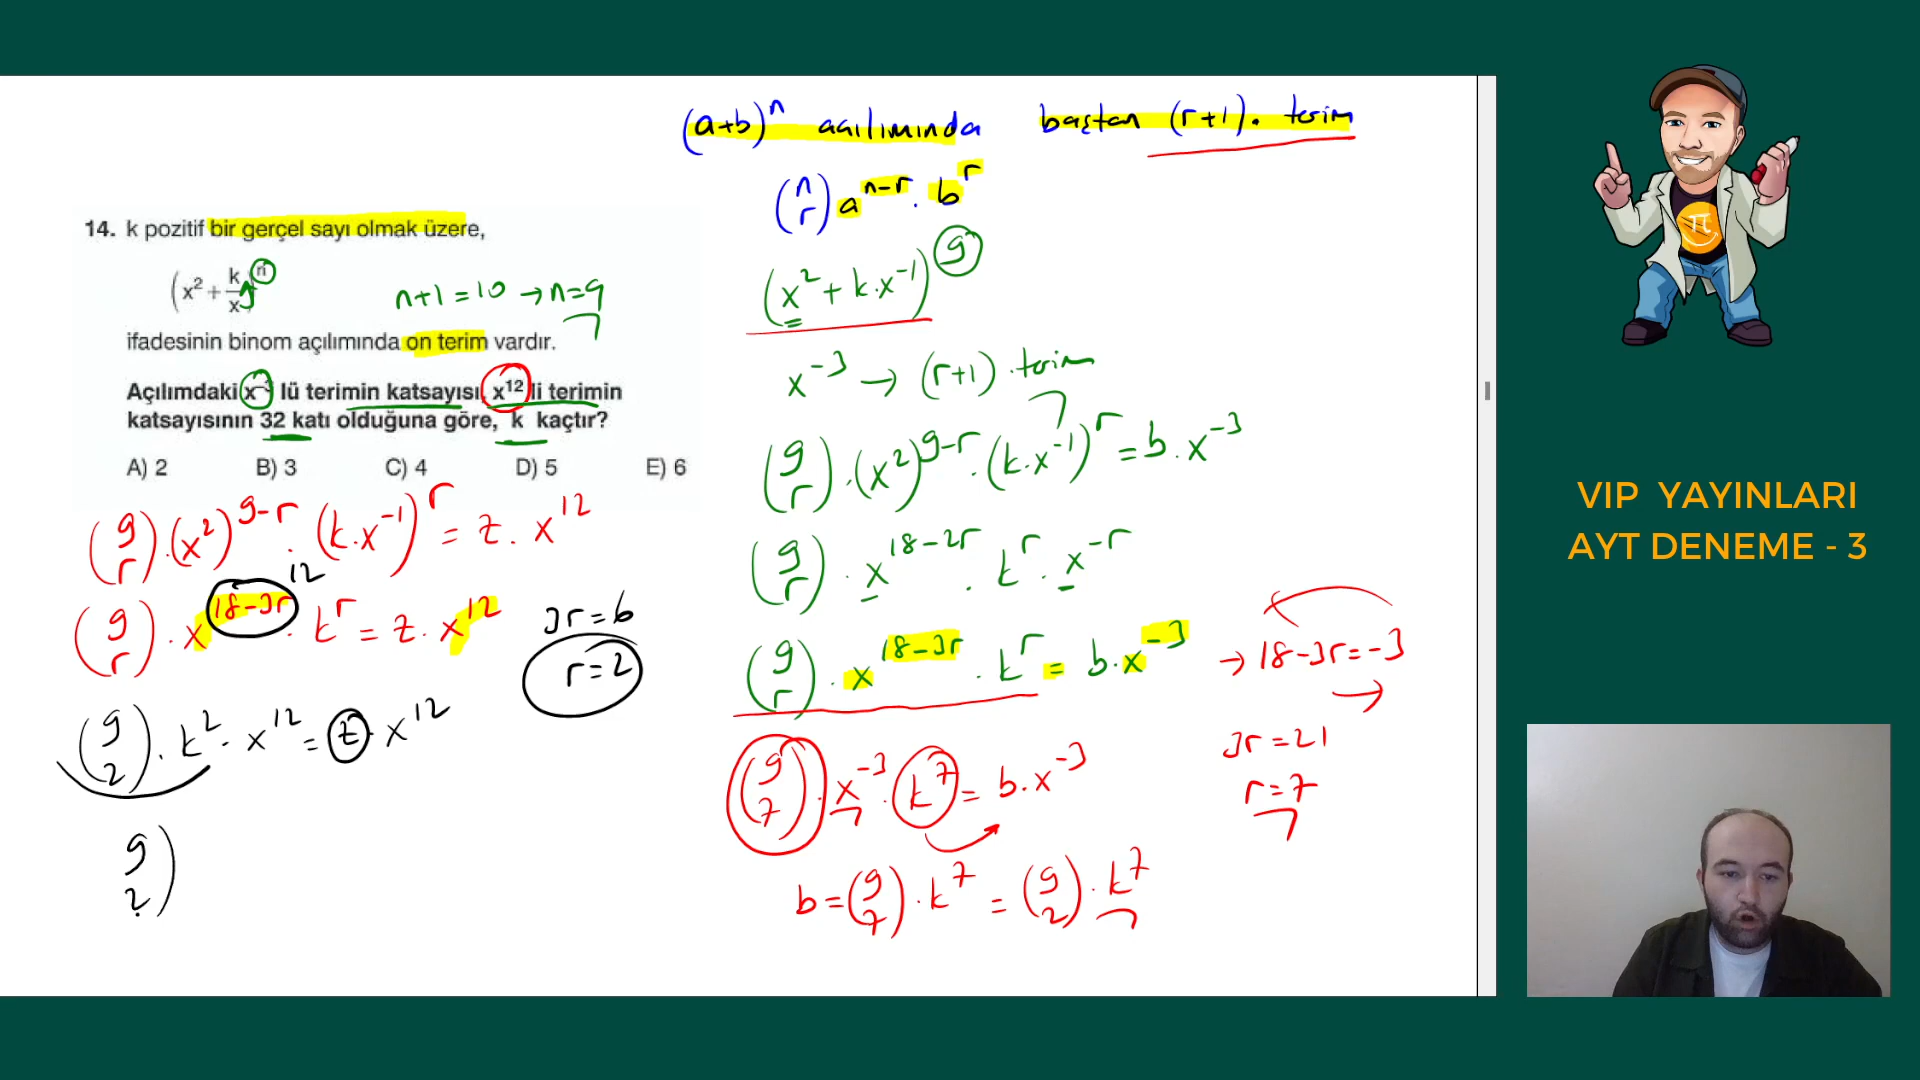 (a+b)^n açılımında baştan (r+1). terim
(n r) a^{n-r} . b^r
14. k pozitif bir gerçel sayı olmak üzere,
(x² + k/x)^n
n+1=10 → n=9
ifadesinin binom açılımında on terim vardır.
Açılımdaki x⁻³ lü terimin katsayısı, x¹² li terimin
katsayısının 32 katı olduğuna göre, k kaçtır?
A) 2 B) 3 C) 4 D) 5 E) 6
(9 r).(x²)^{9-r}.(k.x⁻¹)^r = z.x¹²
12
(9 r).x^{18-3r}.k^r = z.x¹²
3r=6
r=2
(9 2).k².x¹² = z.x¹²
(9 2)
(x²+k.x⁻¹)⁹
x⁻³ → (r+1).terim
(9 r).(x²)^{9-r}.(k.x⁻¹)^r = b.x⁻³
(9 r).x^{18-2r}.k^r.x^{-r}
(9 r).x^{18-3r}.k^r = b.x⁻³ → 18-3r=-3
3r=21
r=7
(9 7).x⁻³.k⁷ = b.x⁻³
b=(9 7).k⁷ = (9 2).k⁷
π
VIP YAYINLARI
AYT DENEME - 3